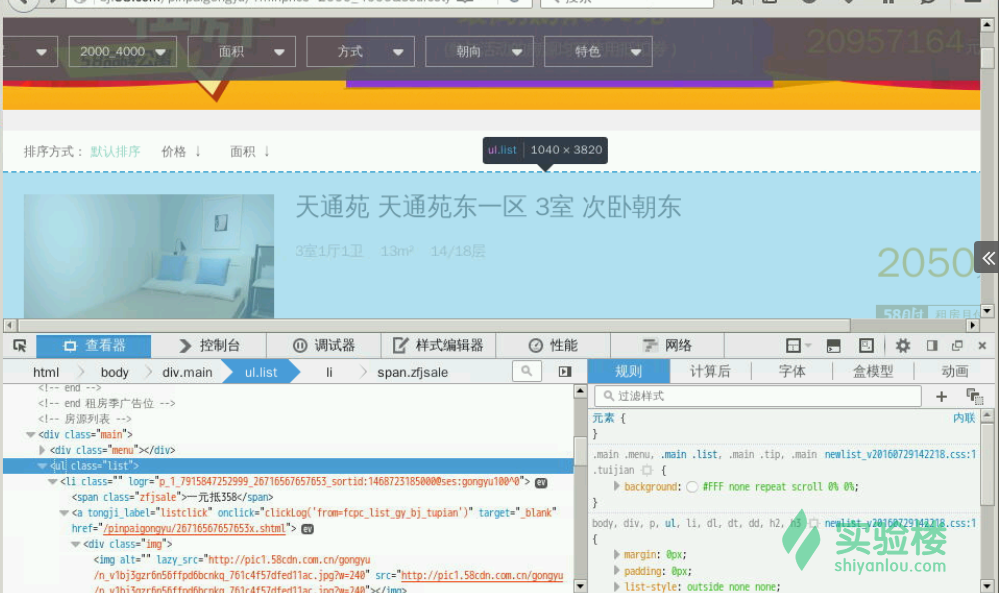 2000_4000
面积
方式
朝向
特色
20957164元
排序方式： 默认排序 价格 ↓ 面积 ↓
ul.list | 1040 × 3820
天通苑 天通苑东一区 3室 次卧朝东
3室1厅1卫 13m² 14/18层
2050
查看器 控制台 调试器 样式编辑器 性能 网络
html body div.main ul.list li span.zfjsale
<!-- end -->
<!-- end 租房季广告位 -->
<!-- 房源列表 -->
<div class="main">
<div class="menu"></div>
<ul class="list">
<li class="" logr="p_1_7915847252999_26716567657653_sortid:1468723185000@ses:gongyu100^0"> ev
<span class="zfjsale">一元抵358</span>
<a tongji_label="listclick" onclick="clickLog('from=fcpc_list_gy_bj_tupian')" target="_blank"
href="/pinpaigongyu/26716567657653x.shtml"> ev
<div class="img">
<img alt="" lazy_src="http://pic1.58cdn.com.cn/gongyu
/n_v1bj3gzr6n56ffpd6bcnkq_761c4f57dfed11ac.jpg?w=240" src="http://pic1.58cdn.com.cn/gongyu
/n_v1bj3gzr6n56ffpd6bcnkq_761c4f57dfed11ac.jpg?w=240"></img>
规则 计算后 字体 盒模型 动画
过滤样式
元素 { 内联
}
.main .menu, .main .list, .main .tip, .main newlist_v20160729142218.css:1
.tuijian {
background: #FFF none repeat scroll 0% 0%;
}
body, div, p, ul, li, dl, dt, dd, h2, h3 newlist_v20160729142218.css:1
{
margin: 0px;
padding: 0px;
list-style: outside none none;
实验楼
shiyanlou.com